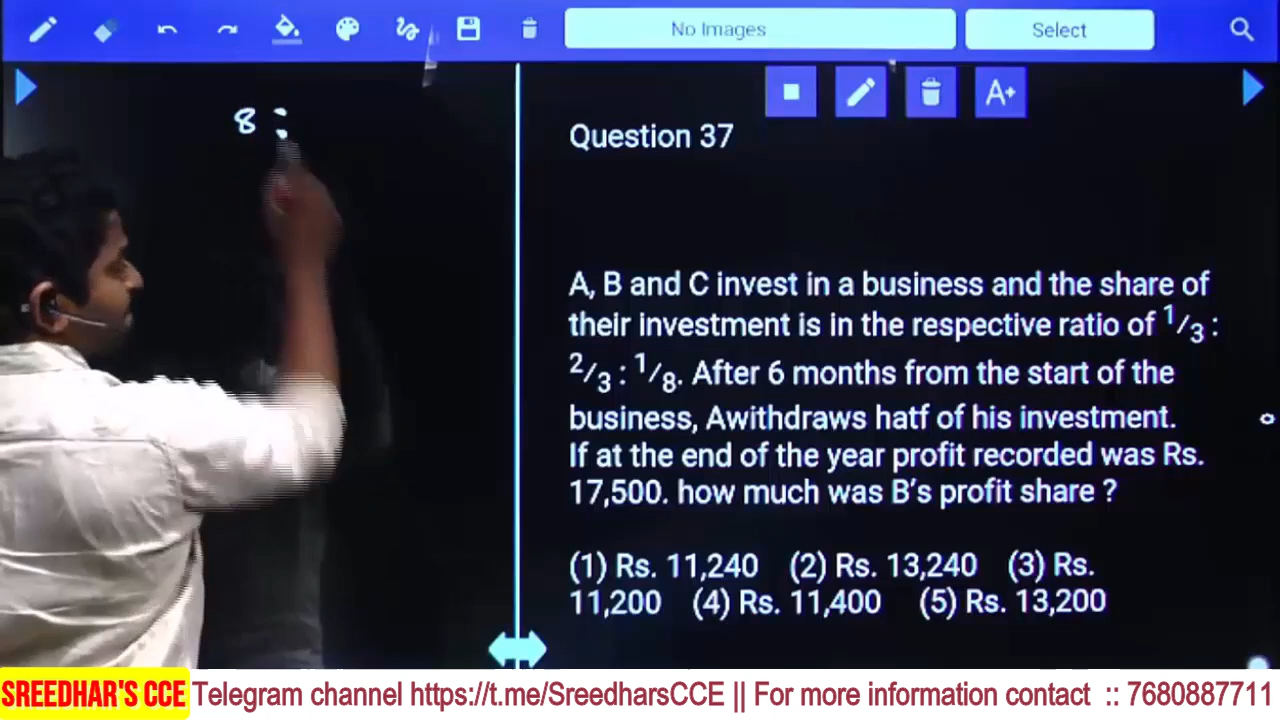 No Images
Select
A+
8 :
Question 37
A, B and C invest in a business and the share of
their investment is in the respective ratio of 1/3 :
2/3 : 1/8. After 6 months from the start of the
business, Awithdraws hatf of his investment.
If at the end of the year profit recorded was Rs.
17,500. how much was B's profit share ?
(1) Rs. 11,240 (2) Rs. 13,240 (3) Rs.
11,200 (4) Rs. 11,400 (5) Rs. 13,200
SREEDHAR'S CCE Telegram channel https://t.me/SreedharsCCE || For more information contact :: 7680887711